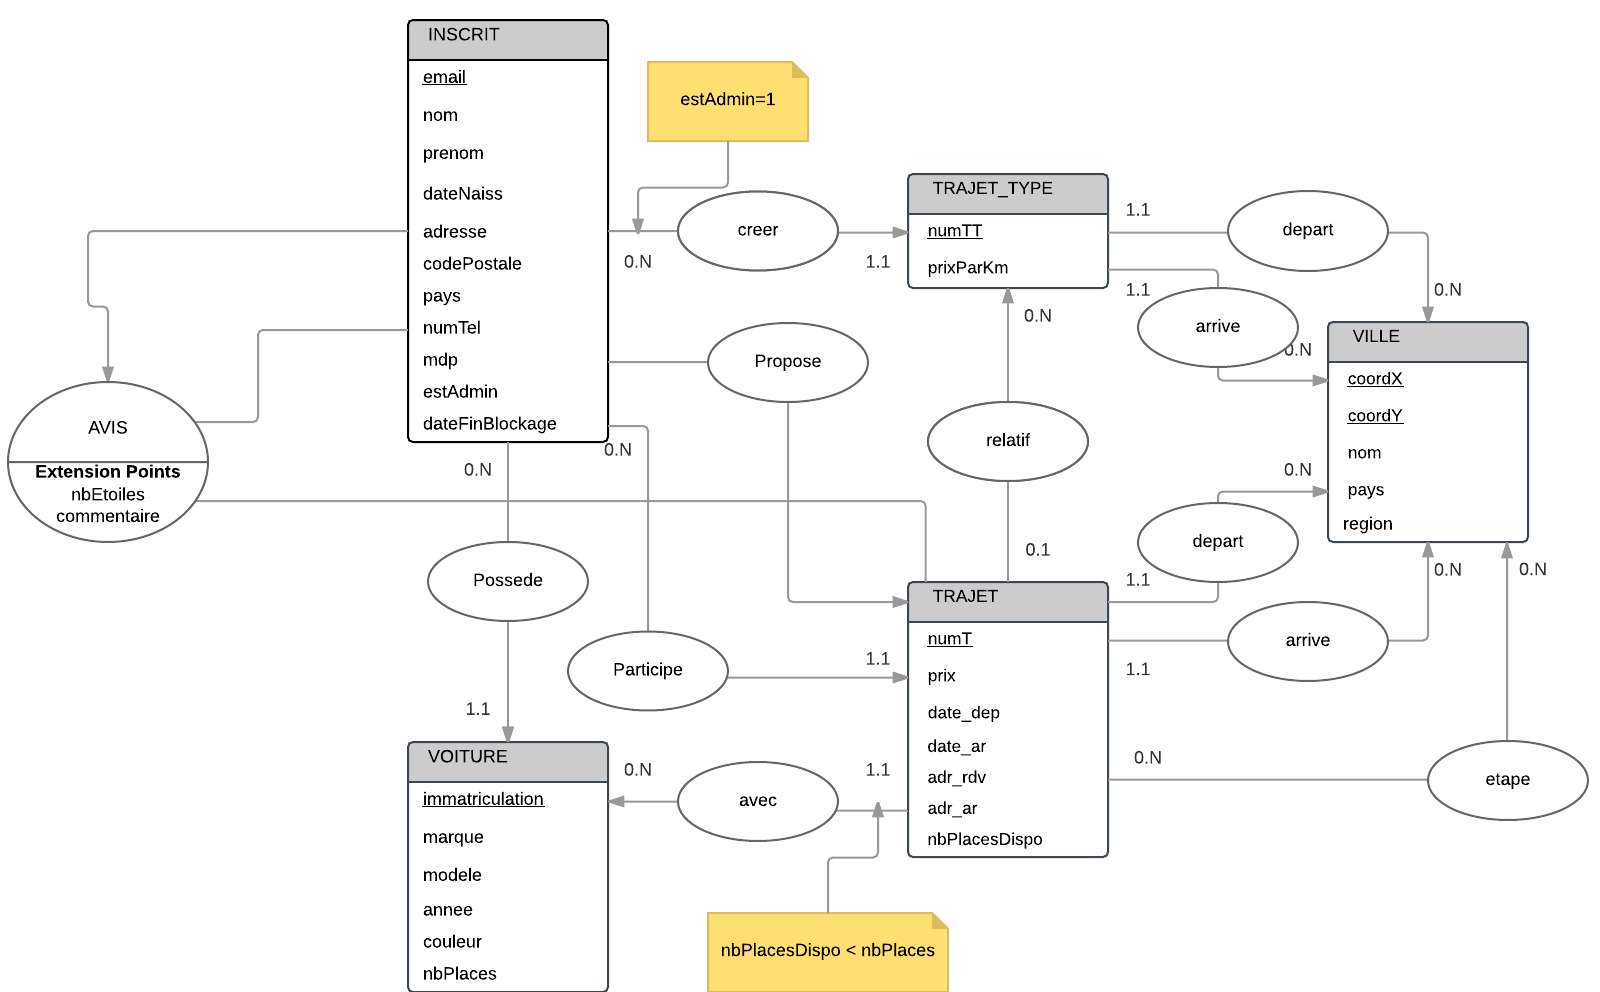 INSCRIT
email
nom
prenom
dateNaiss
adresse
codePostale
pays
numTel
mdp
estAdmin
dateFinBlockage
estAdmin=1
creer
0.N
1.1
TRAJET_TYPE
numTT
prixParKm
1.1
depart
0.N
1.1
arrive
0.N
VILLE
coordX
coordY
nom
pays
region
Propose
0.N
relatif
0.1
AVIS
Extension Points
nbEtoiles
commentaire
0.N
0.N
Possede
1.1
Participe
1.1
TRAJET
numT
prix
date_dep
date_ar
adr_rdv
adr_ar
nbPlacesDispo
0.N
depart
1.1
0.N
arrive
1.1
0.N
0.N
etape
VOITURE
immatriculation
marque
modele
annee
couleur
nbPlaces
0.N
avec
1.1
nbPlacesDispo < nbPlaces